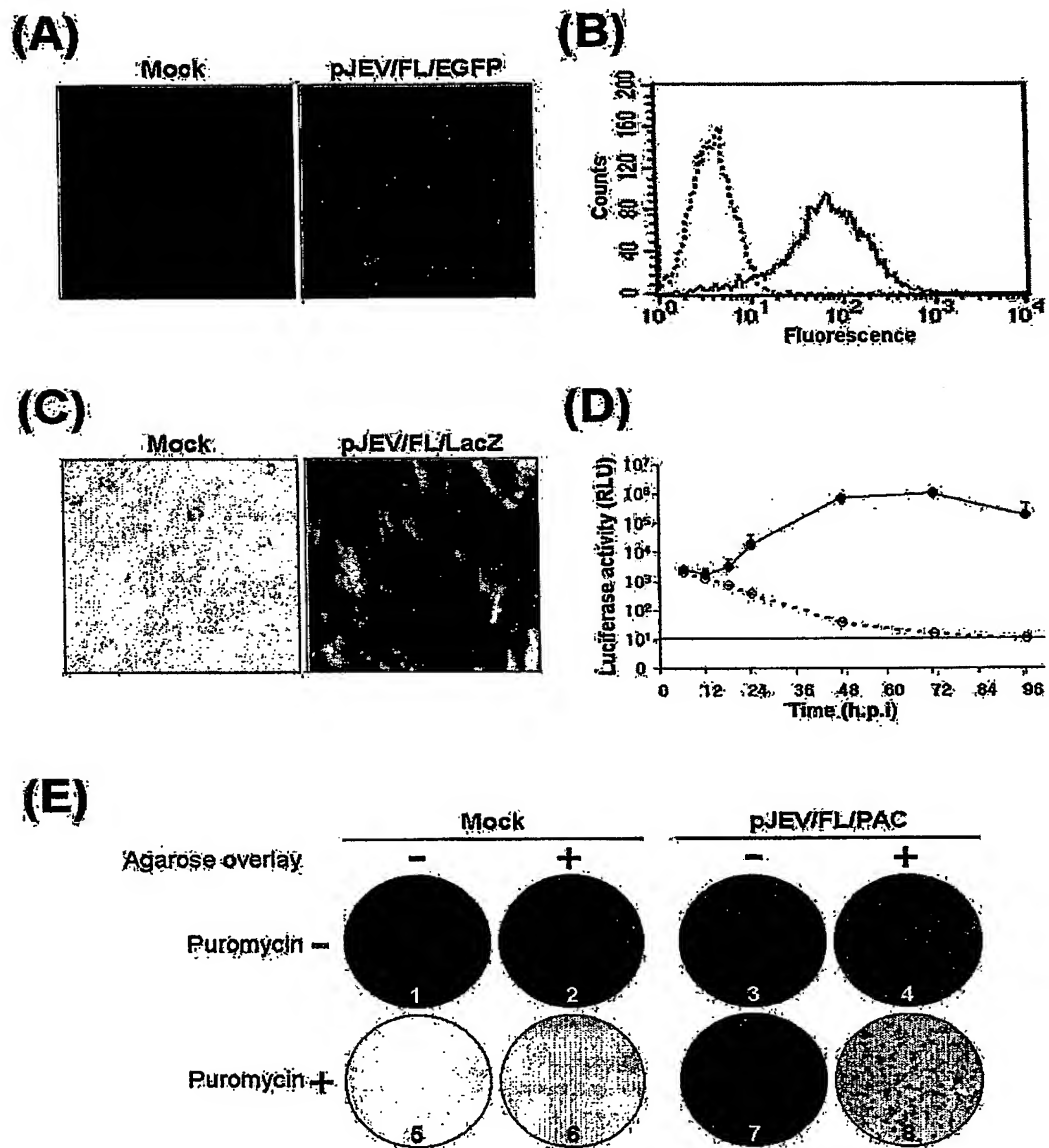 (A)
Mock pJEV/FL/EGFP
(B)
Counts
200
160
120
80
40
0
10⁰ 10¹ 10² 10³ 10⁴
Fluorescence
(C)
Mock pJEV/FL/LacZ
(D)
Luciferase activity (RLU)
10⁷
10⁶
10⁵
10⁴
10³
10²
10¹
0
0 12 24 36 48 60 72 84 96
Time (h.p.i)
(E)
Mock pJEV/FL/PAC
Agarose overlay - + - +
Puromycin -
1 2 3 4
Puromycin +
5 6 7 8